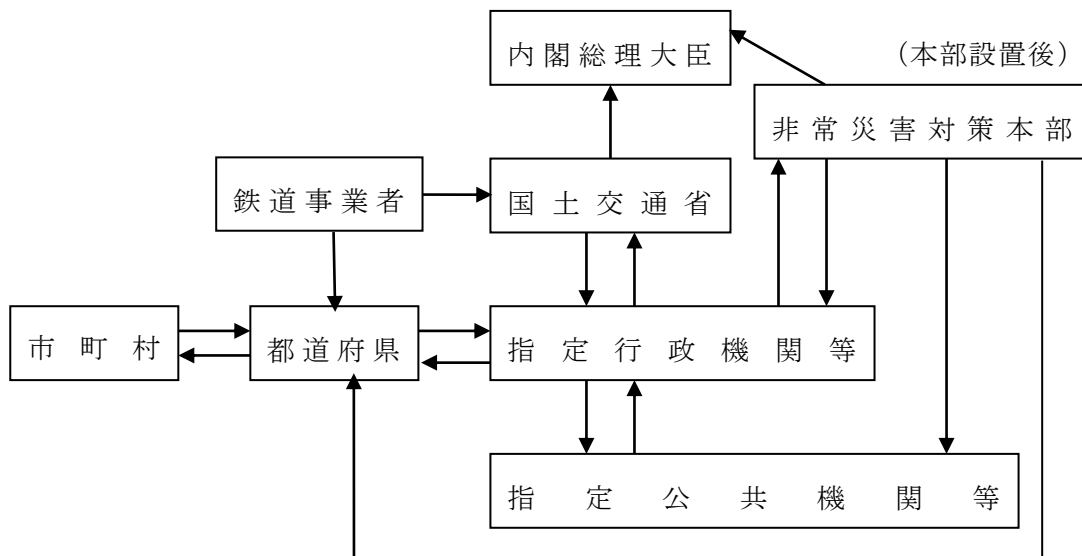 内閣総理大臣
（本部設置後）
非常災害対策本部
鉄道事業者
国土交通省
市町村
都道府県
指定行政機関等
指定公共機関等